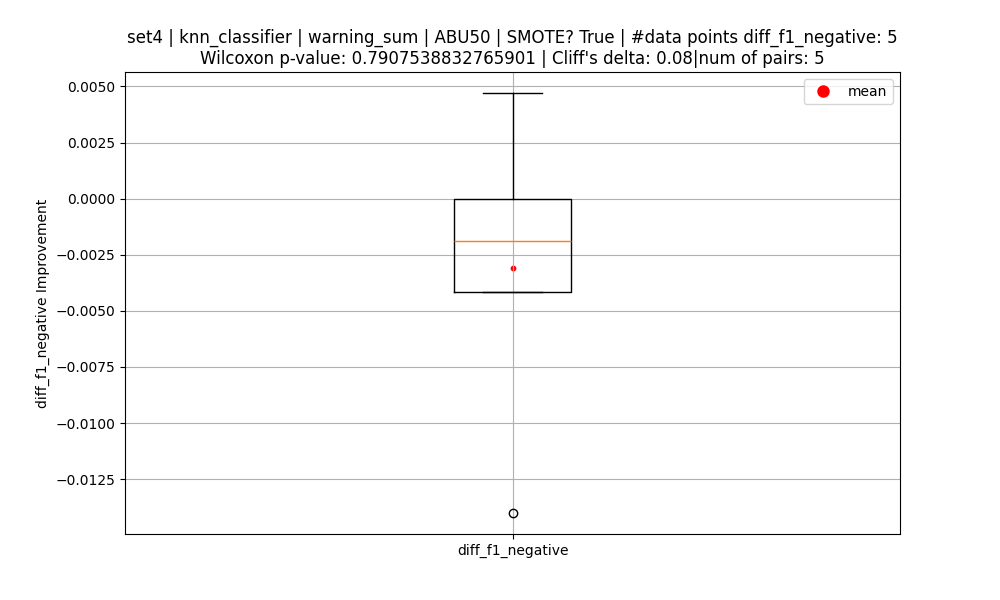 set4 | knn_classifier | warning_sum | ABU50 | SMOTE? True | #data points diff_f1_negative: 5
Wilcoxon p-value: 0.7907538832765901 | Cliff's delta: 0.08|num of pairs: 5
mean
0.0050
0.0025
0.0000
−0.0025
−0.0050
−0.0075
−0.0100
−0.0125
diff_f1_negative Improvement
diff_f1_negative